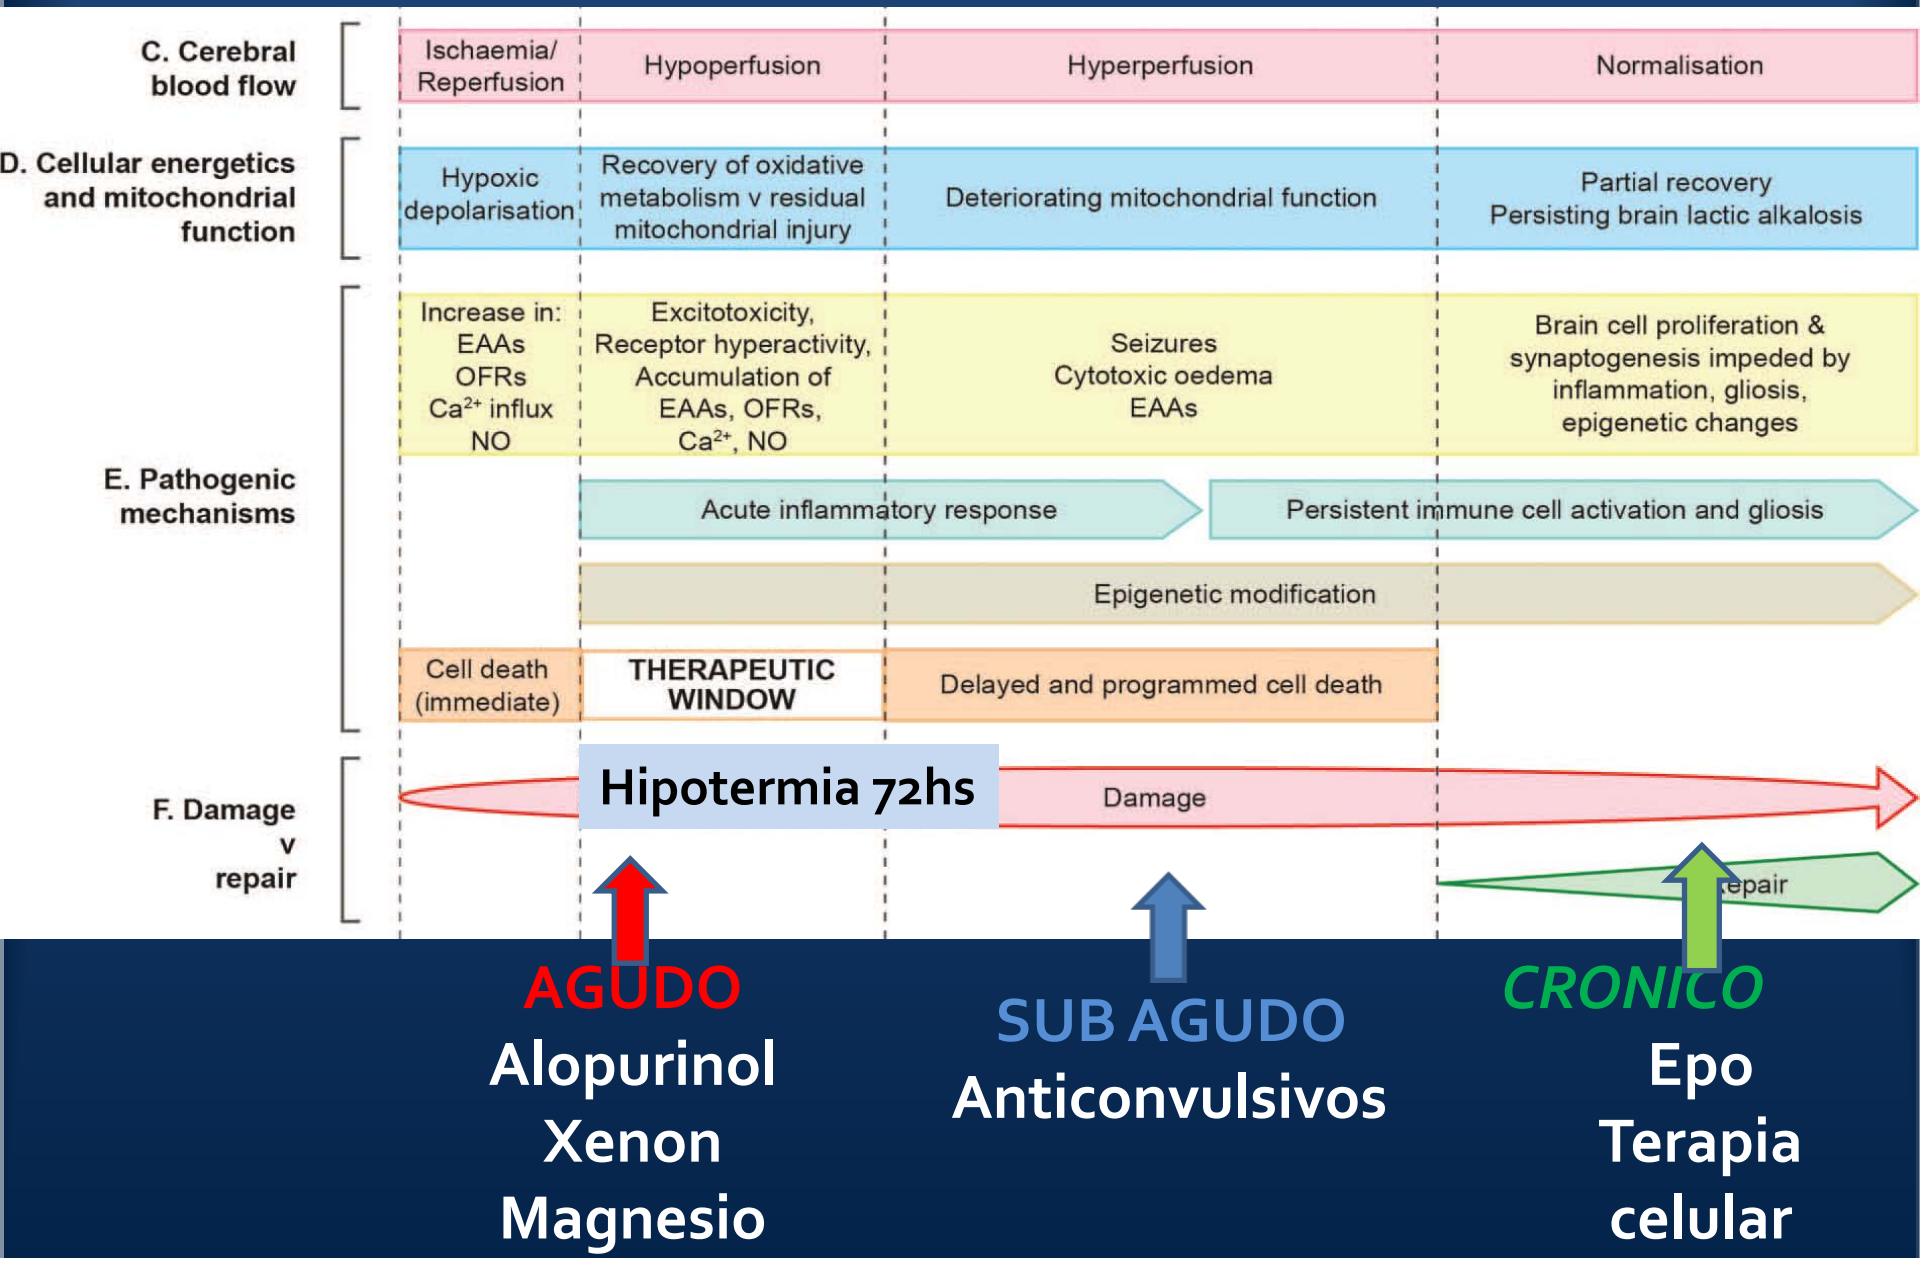 C. Cerebral
blood flow
Ischaemia/
Reperfusion
Hypoperfusion
Hyperperfusion
Normalisation
D. Cellular energetics
and mitochondrial
function
Hypoxic
depolarisation
Recovery of oxidative
metabolism v residual
mitochondrial injury
Deteriorating mitochondrial function
Partial recovery
Persisting brain lactic alkalosis
E. Pathogenic
mechanisms
Increase in:
EAAs
OFRs
Ca²⁺ influx
NO
Excitotoxicity,
Receptor hyperactivity,
Accumulation of
EAAs, OFRs,
Ca²⁺, NO
Seizures
Cytotoxic oedema
EAAs
Brain cell proliferation &
synaptogenesis impeded by
inflammation, gliosis,
epigenetic changes
Acute inflammatory response
Persistent immune cell activation and gliosis
Epigenetic modification
Cell death
(immediate)
THERAPEUTIC
WINDOW
Delayed and programmed cell death
F. Damage
v
repair
Hipotermia 72hs
Damage
epair
AGUDO
Alopurinol
Xenon
Magnesio
SUB AGUDO
Anticonvulsivos
CRONICO
Epo
Terapia
celular